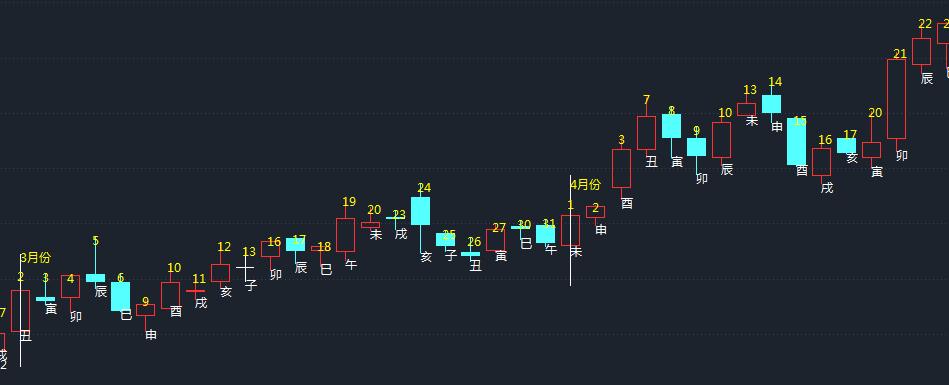 7
戌
2
3月份
2
丑
3
寅
4
卯
5
辰
6
巳
9
申
10
酉
11
戌
12
亥
13
子
16
卯
17
辰
18
巳
19
午
20
未
23
戌
24
亥
25
子
26
丑
27
寅
30
巳
31
午
4月份
1
未
2
申
3
酉
7
丑
8
寅
9
卯
10
辰
13
未
14
申
15
酉
16
戌
17
亥
20
寅
21
卯
22
辰